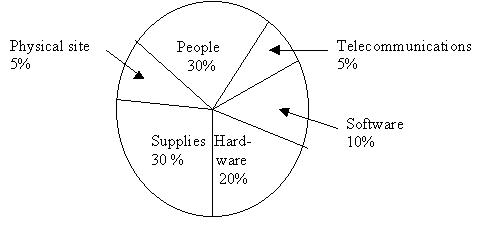 Physical site
5%
People
30%
Telecommunications
5%
Software
10%
Supplies
30 %
Hard-
ware
20%